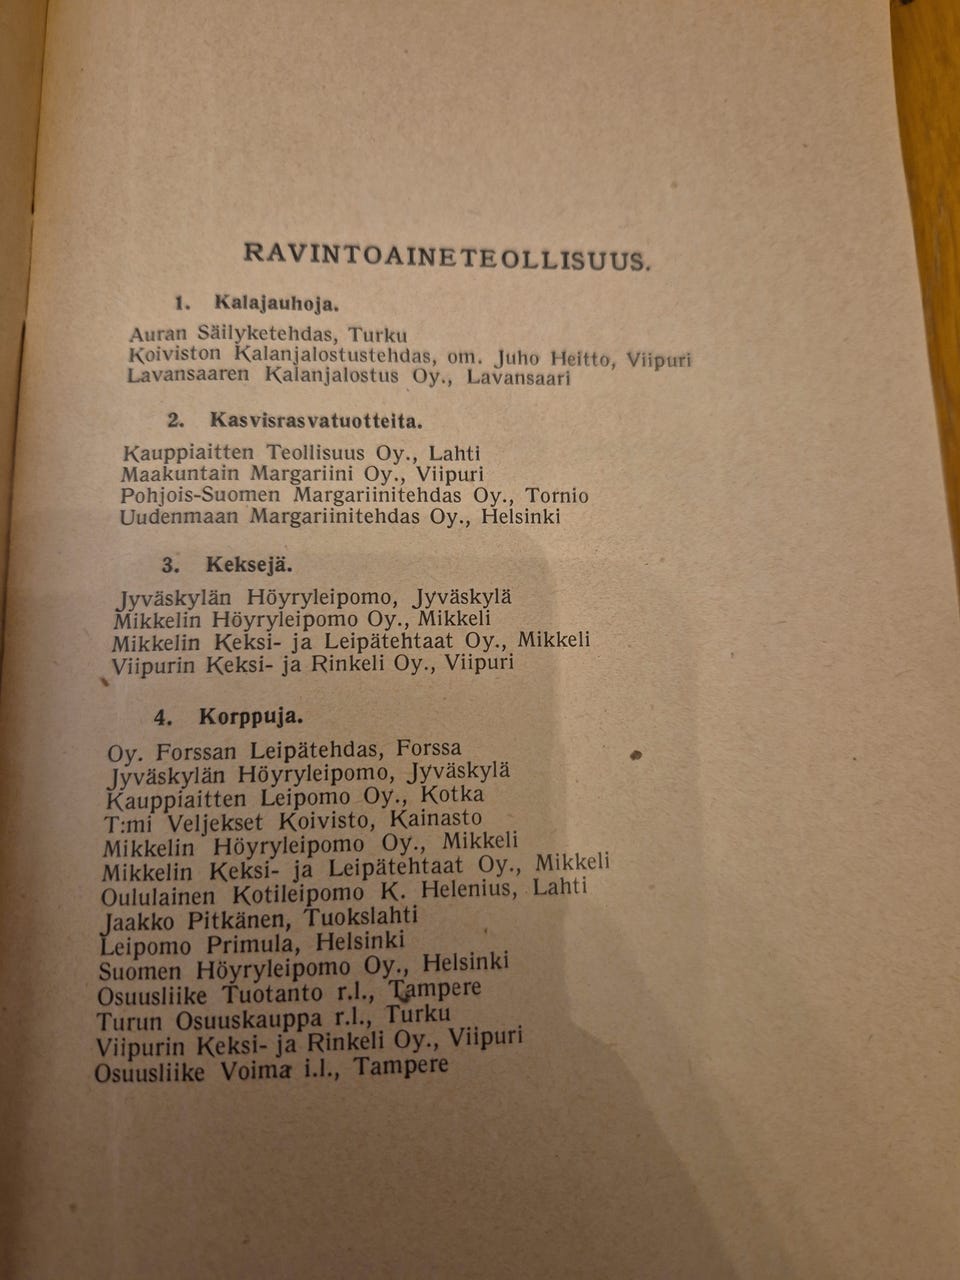 RAVINTOAINETEOLLISUUS.
1. Kalajauhoja.
Auran Säilyketehdas, Turku
Koiviston Kalanjalostustehdas, om. Juho Heitto, Viipuri
Lavansaaren Kalanjalostus Oy., Lavansaari
2. Kasvisrasvatuotteita.
Kauppiaitten Teollisuus Oy., Lahti
Maakuntain Margariini Oy., Viipuri
Pohjois-Suomen Margariinitehdas Oy., Tornio
Uudenmaan Margariinitehdas Oy., Helsinki
3. Keksejä.
Jyväskylän Höyryleipomo, Jyväskylä
Mikkelin Höyryleipomo Oy., Mikkeli
Mikkelin Keksi- ja Leipätehtaat Oy., Mikkeli
Viipurin Keksi- ja Rinkeli Oy., Viipuri
4. Korppuja.
Oy. Forssan Leipätehdas, Forssa
Jyväskylän Höyryleipomo, Jyväskylä
Kauppiaitten Leipomo Oy., Kotka
T:mi Veljekset Koivisto, Kainasto
Mikkelin Höyryleipomo Oy., Mikkeli
Mikkelin Keksi- ja Leipätehtaat Oy., Mikkeli
Oululainen Kotileipomo K. Helenius, Lahti
Jaakko Pitkänen, Tuokslahti
Leipomo Primula, Helsinki
Suomen Höyryleipomo Oy., Helsinki
Osuusliike Tuotanto r.l., Tampere
Turun Osuuskauppa r.l., Turku
Viipurin Keksi- ja Rinkeli Oy., Viipuri
Osuusliike Voima i.l., Tampere